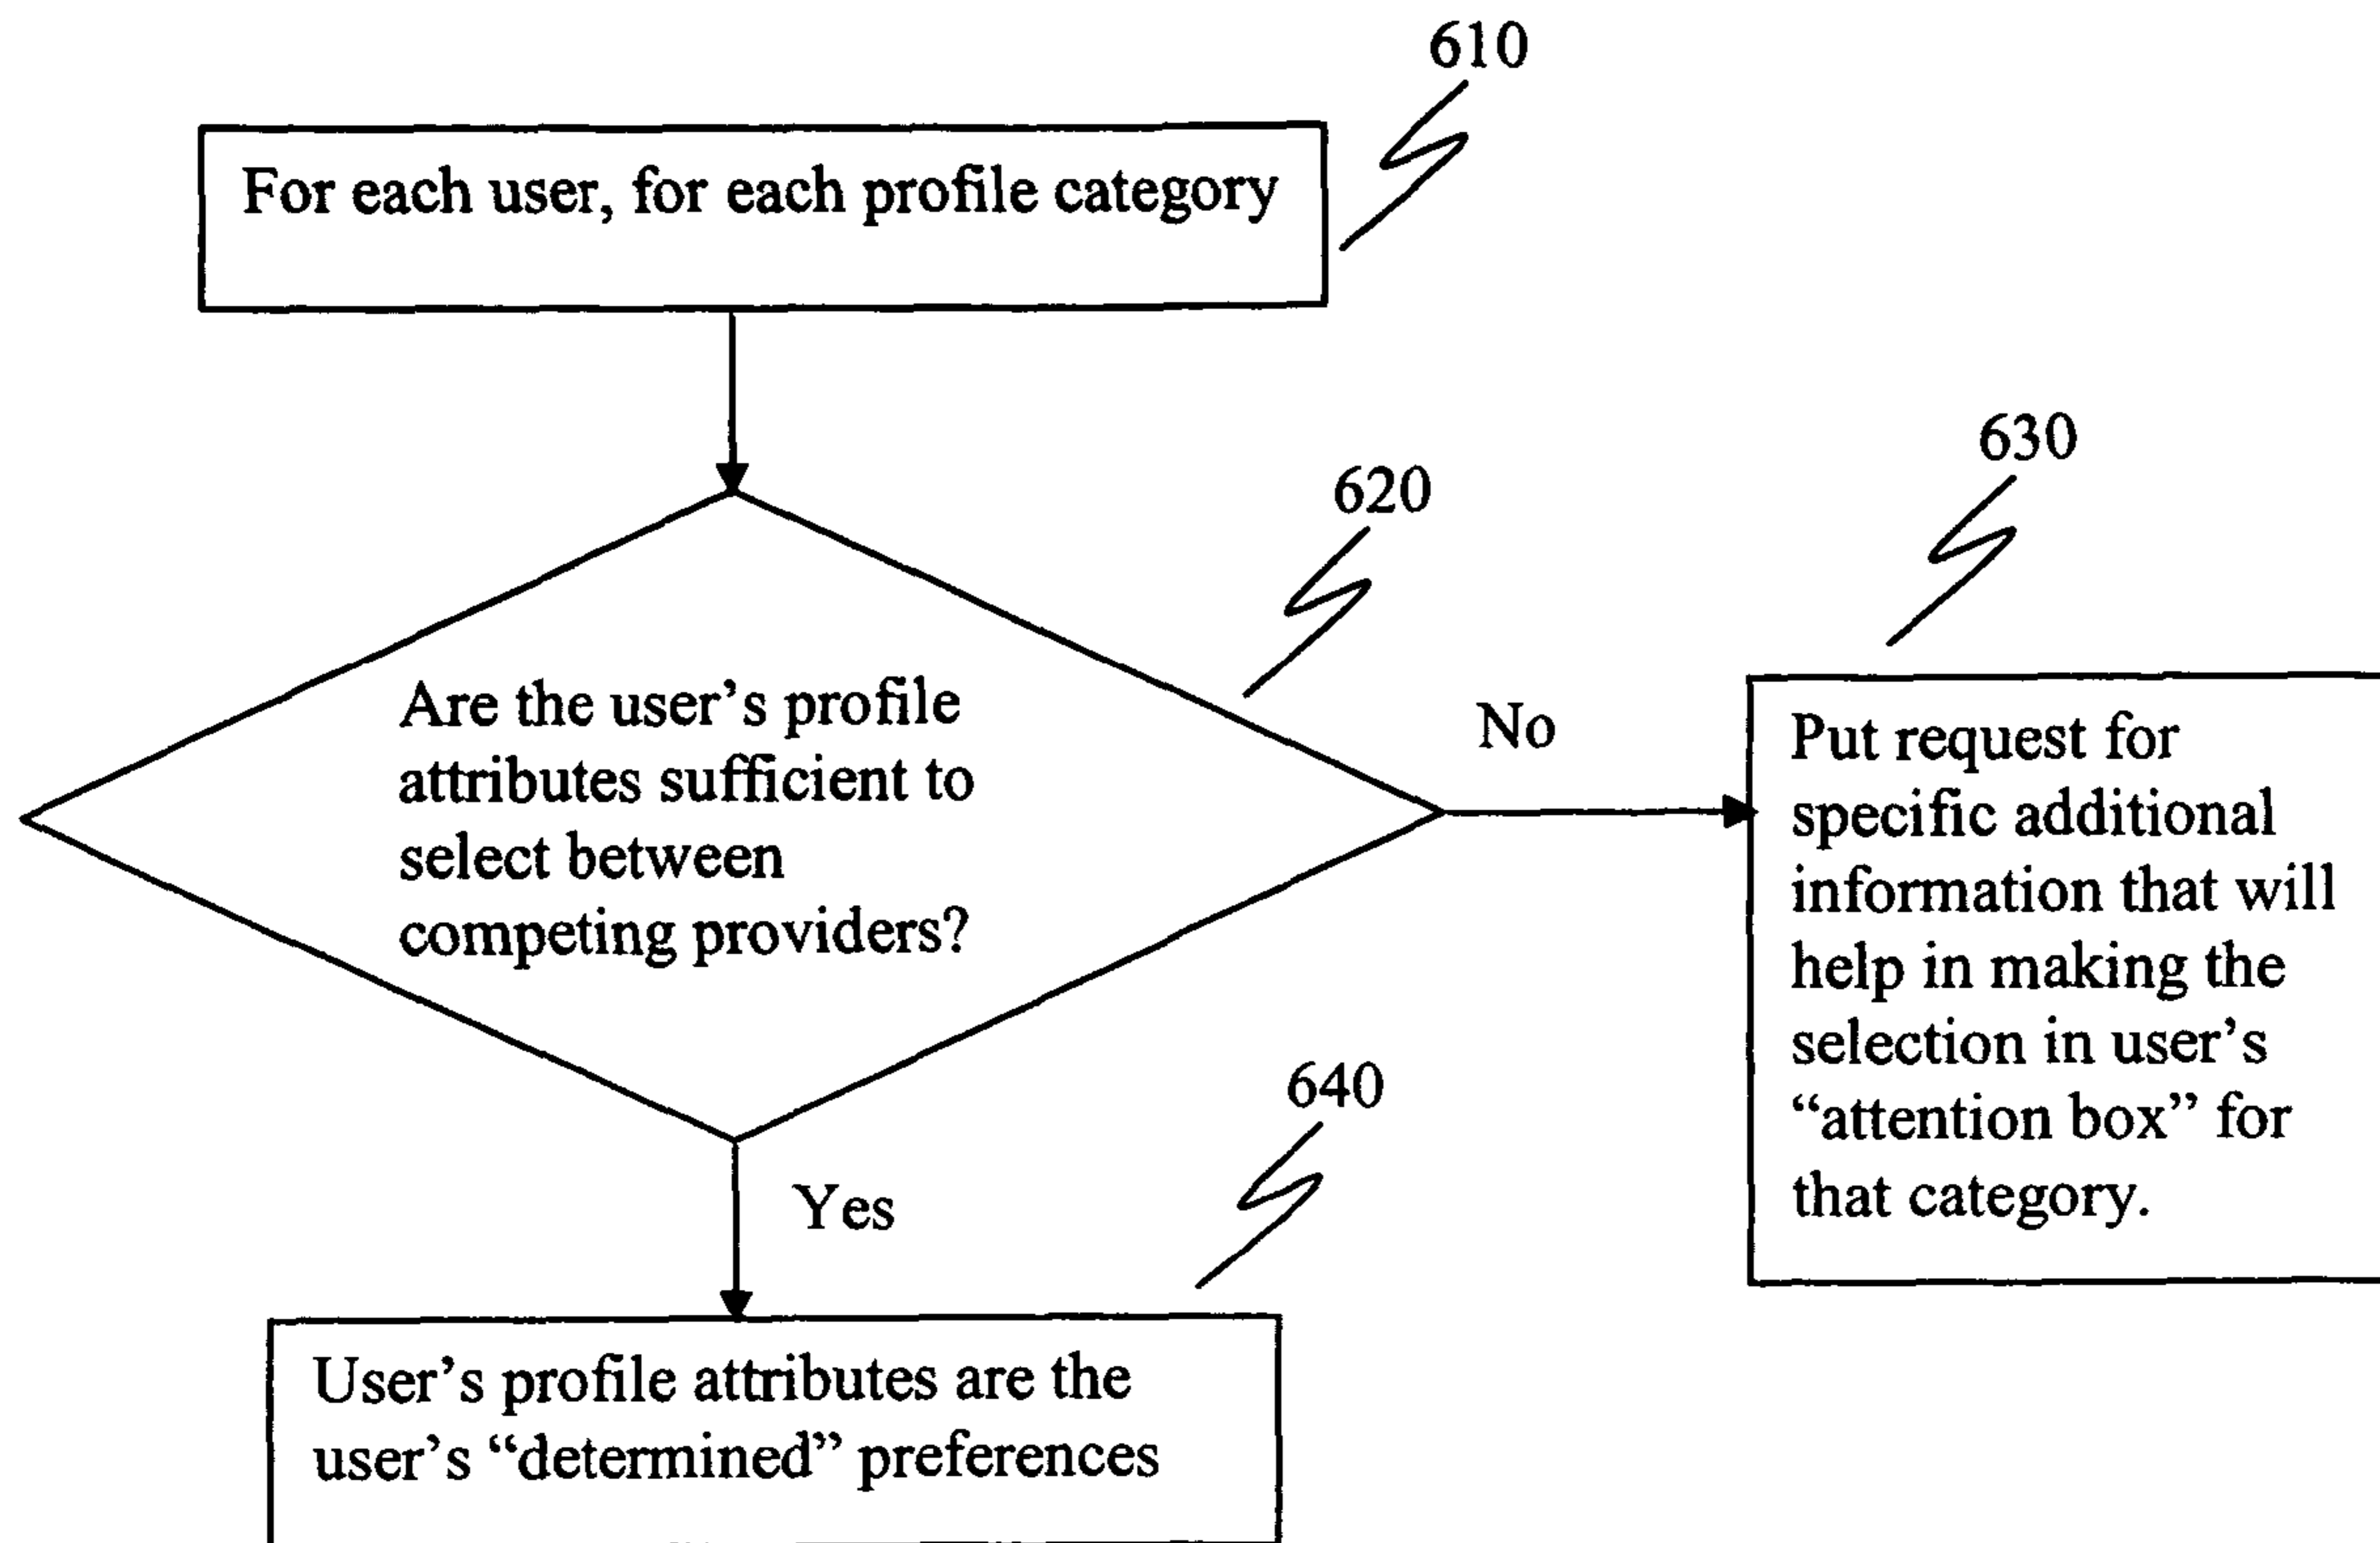 610
For each user, for each profile category
620
Are the user's profile
attributes sufficient to
select between
competing providers?
No
630
Put request for
specific additional
information that will
help in making the
selection in user's
“attention box” for
that category.
Yes
640
User's profile attributes are the
user's “determined” preferences